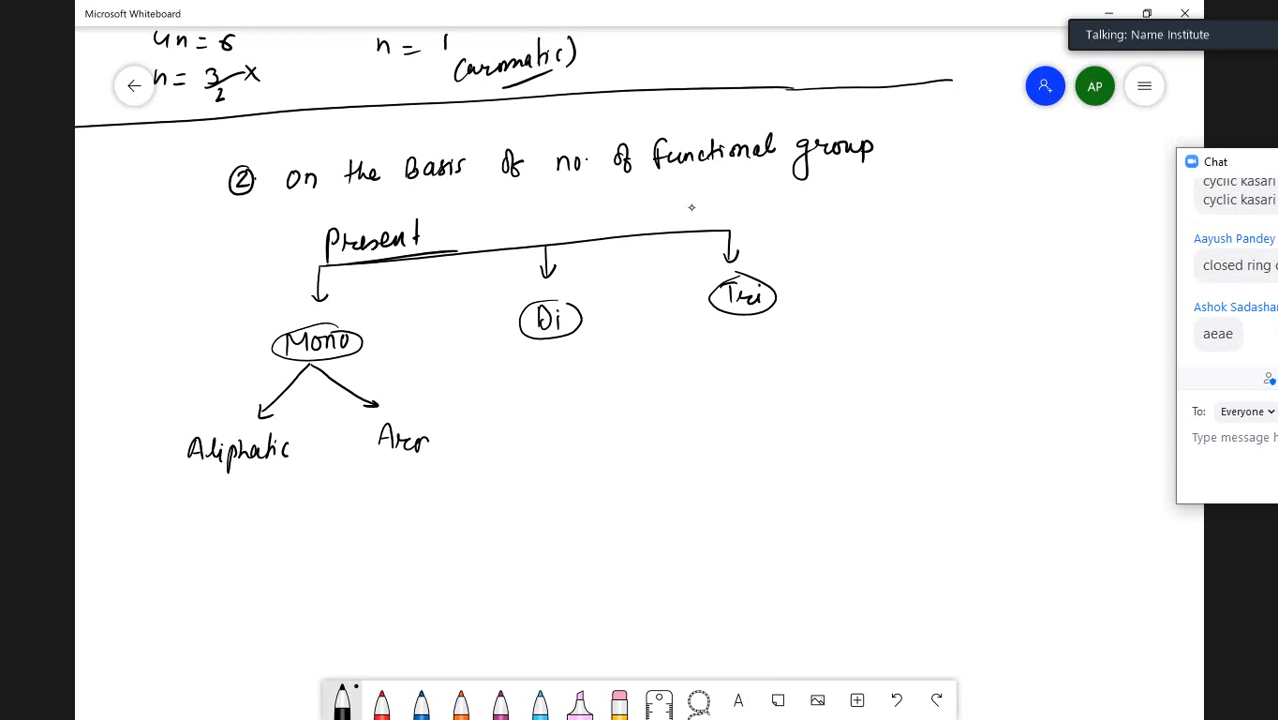 Microsoft Whiteboard
Talking: Name Institute
4n = 6
n = 3/2 x
n = 1
(aromatic)
AP
② on the Basis of no. of functional group
Present
Mono
Di
Tri
Aliphatic
Aro
Chat
cyclic kasari
cyclic kasari
Aayush Pandey
closed ring
Ashok Sadashar
aeae
To: Everyone
Type message h
A